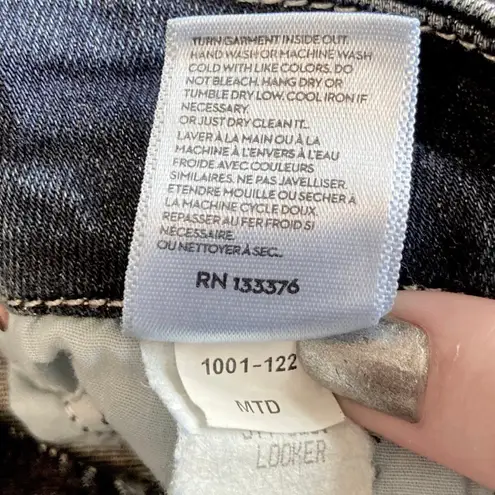 TURN GARMENT INSIDE OUT.
HAND WASH OR MACHINE WASH
COLD WITH LIKE COLORS. DO
NOT BLEACH. HANG DRY OR
TUMBLE DRY LOW. COOL IRON IF
NECESSARY.
OR JUST DRY CLEAN IT...
LAVER À LA MAIN OU À LA
MACHINE À L'ENVERS À L'EAU
FROIDE AVEC COULEURS
SIMILAIRES. NE PAS JAVELLISER.
ETENDRE MOUILLE OU SECHER À
LA MACHINE CYCLE DOUX.
REPASSER AU FER FROID SI
NÉCESSAIRE.
OU NETTOYER À SEC...
RN 133376
1001-122
MTD
LOOKER